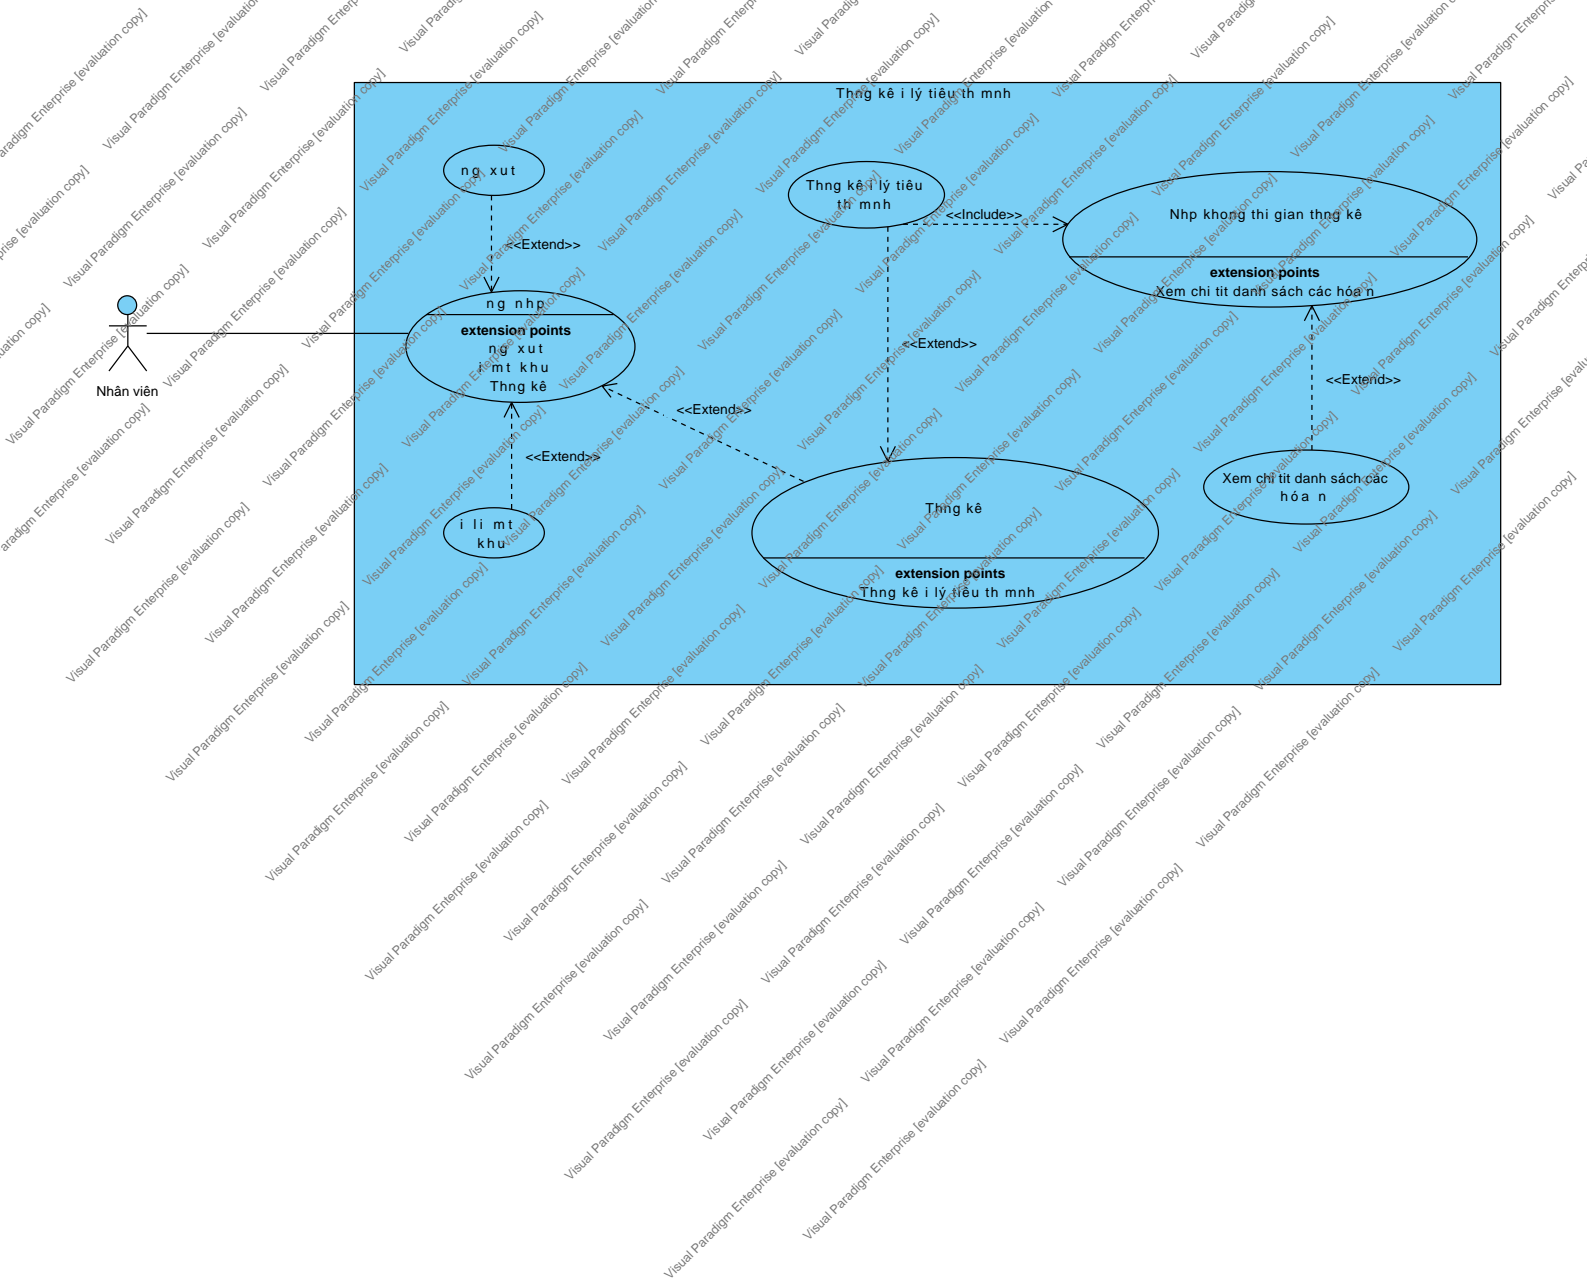 Thng kê i lý tiêu th mnh
ng xut
Thng kê i lý tiêu
th mnh
<<Include>>
Nhp khong thi gian thng kê
extension points
Xem chi tit danh sách các hóa n
<<Extend>>
ng nhp
extension points
ng xut
i mt khu
Thng kê
Nhân viên
<<Extend>>
<<Extend>>
<<Extend>>
<<Extend>>
Xem chi tit danh sách các
hóa n
i li mt
khu
Thng kê
extension points
Thng kê i lý tiêu th mnh
Visual Paradigm Enterprise [evaluation copy]